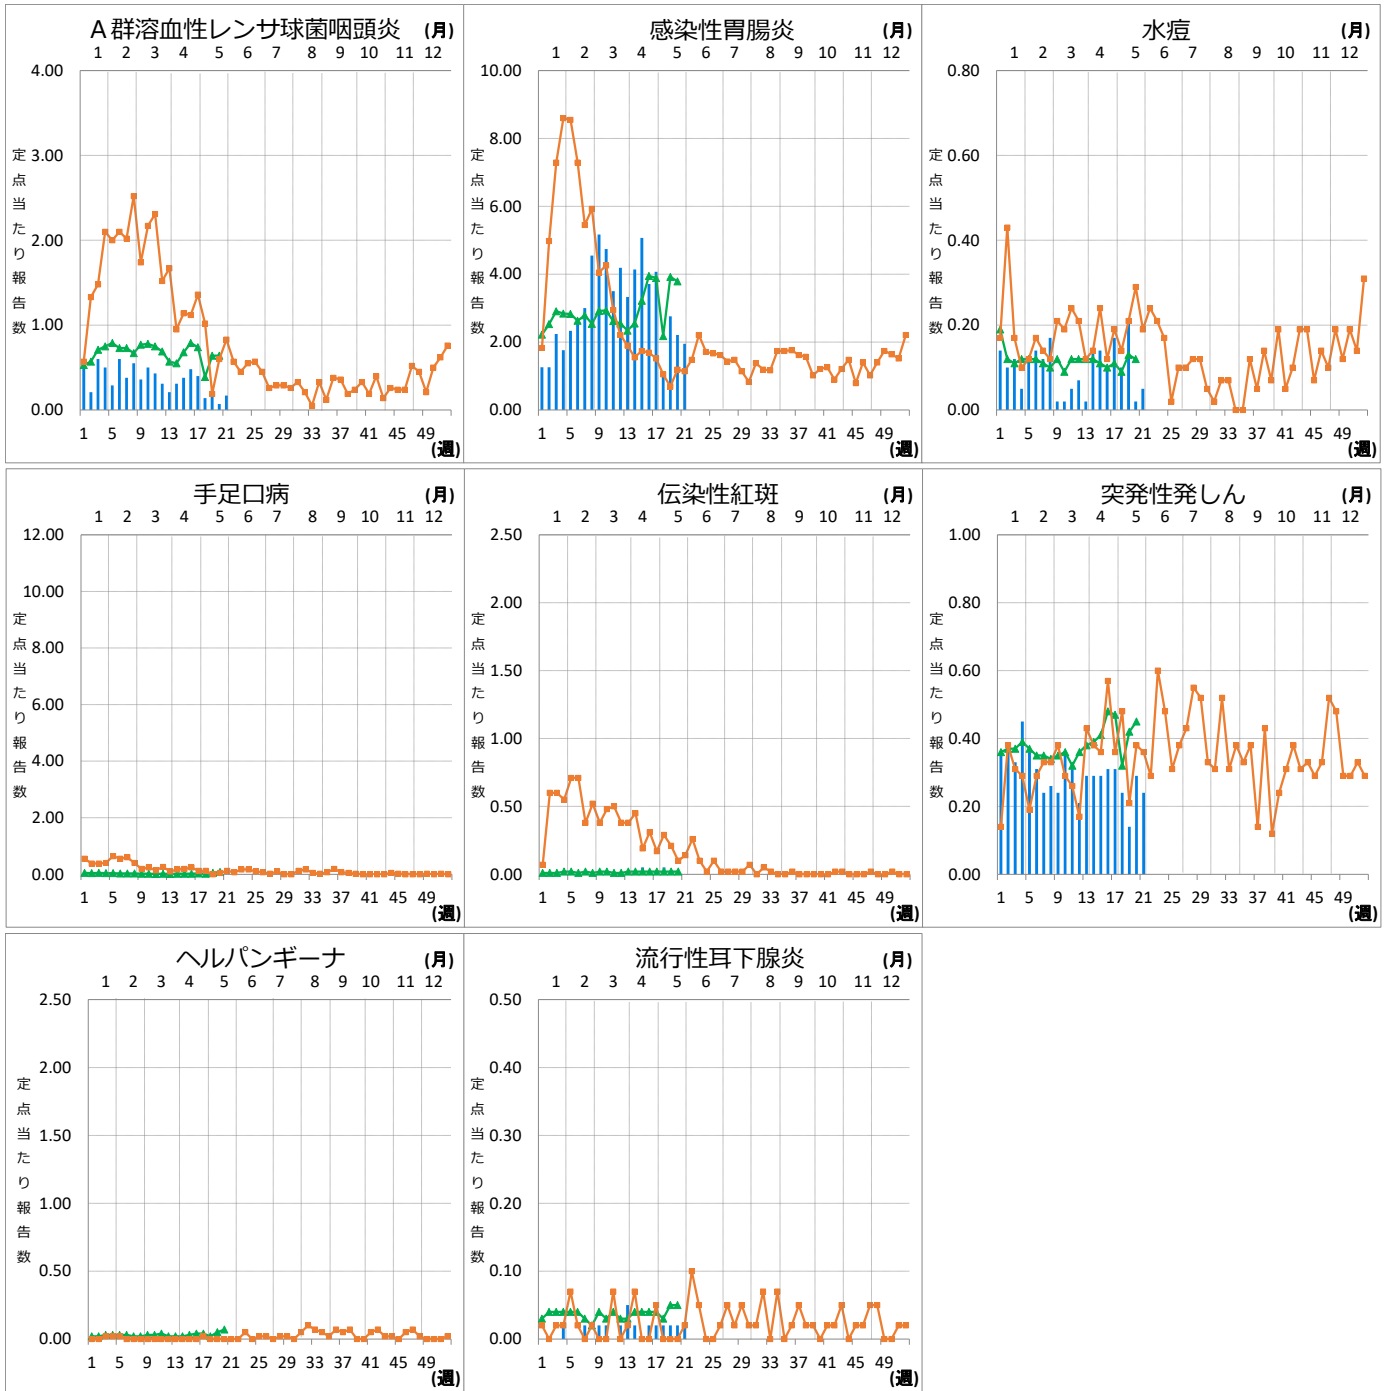 A群溶血性レンサ球菌咽頭炎 (月)
1 2 3 4 5 6 7 8 9 10 11 12
4.00
3.00
2.00
1.00
0.00
定点当たり報告数
1 5 9 13 17 21 25 29 33 37 41 45 49
(週)
感染性胃腸炎 (月)
1 2 3 4 5 6 7 8 9 10 11 12
10.00
8.00
6.00
4.00
2.00
0.00
定点当たり報告数
1 5 9 13 17 21 25 29 33 37 41 45 49
(週)
水痘 (月)
1 2 3 4 5 6 7 8 9 10 11 12
0.80
0.60
0.40
0.20
0.00
定点当たり報告数
1 5 9 13 17 21 25 29 33 37 41 45 49
(週)
手足口病 (月)
1 2 3 4 5 6 7 8 9 10 11 12
12.00
10.00
8.00
6.00
4.00
2.00
0.00
定点当たり報告数
1 5 9 13 17 21 25 29 33 37 41 45 49
(週)
伝染性紅斑 (月)
1 2 3 4 5 6 7 8 9 10 11 12
2.50
2.00
1.50
1.00
0.50
0.00
定点当たり報告数
1 5 9 13 17 21 25 29 33 37 41 45 49
(週)
突発性発しん (月)
1 2 3 4 5 6 7 8 9 10 11 12
1.00
0.80
0.60
0.40
0.20
0.00
定点当たり報告数
1 5 9 13 17 21 25 29 33 37 41 45 49
(週)
ヘルパンギーナ (月)
1 2 3 4 5 6 7 8 9 10 11 12
2.50
2.00
1.50
1.00
0.50
0.00
定点当たり報告数
1 5 9 13 17 21 25 29 33 37 41 45 49
(週)
流行性耳下腺炎 (月)
1 2 3 4 5 6 7 8 9 10 11 12
0.50
0.40
0.30
0.20
0.10
0.00
定点当たり報告数
1 5 9 13 17 21 25 29 33 37 41 45 49
(週)